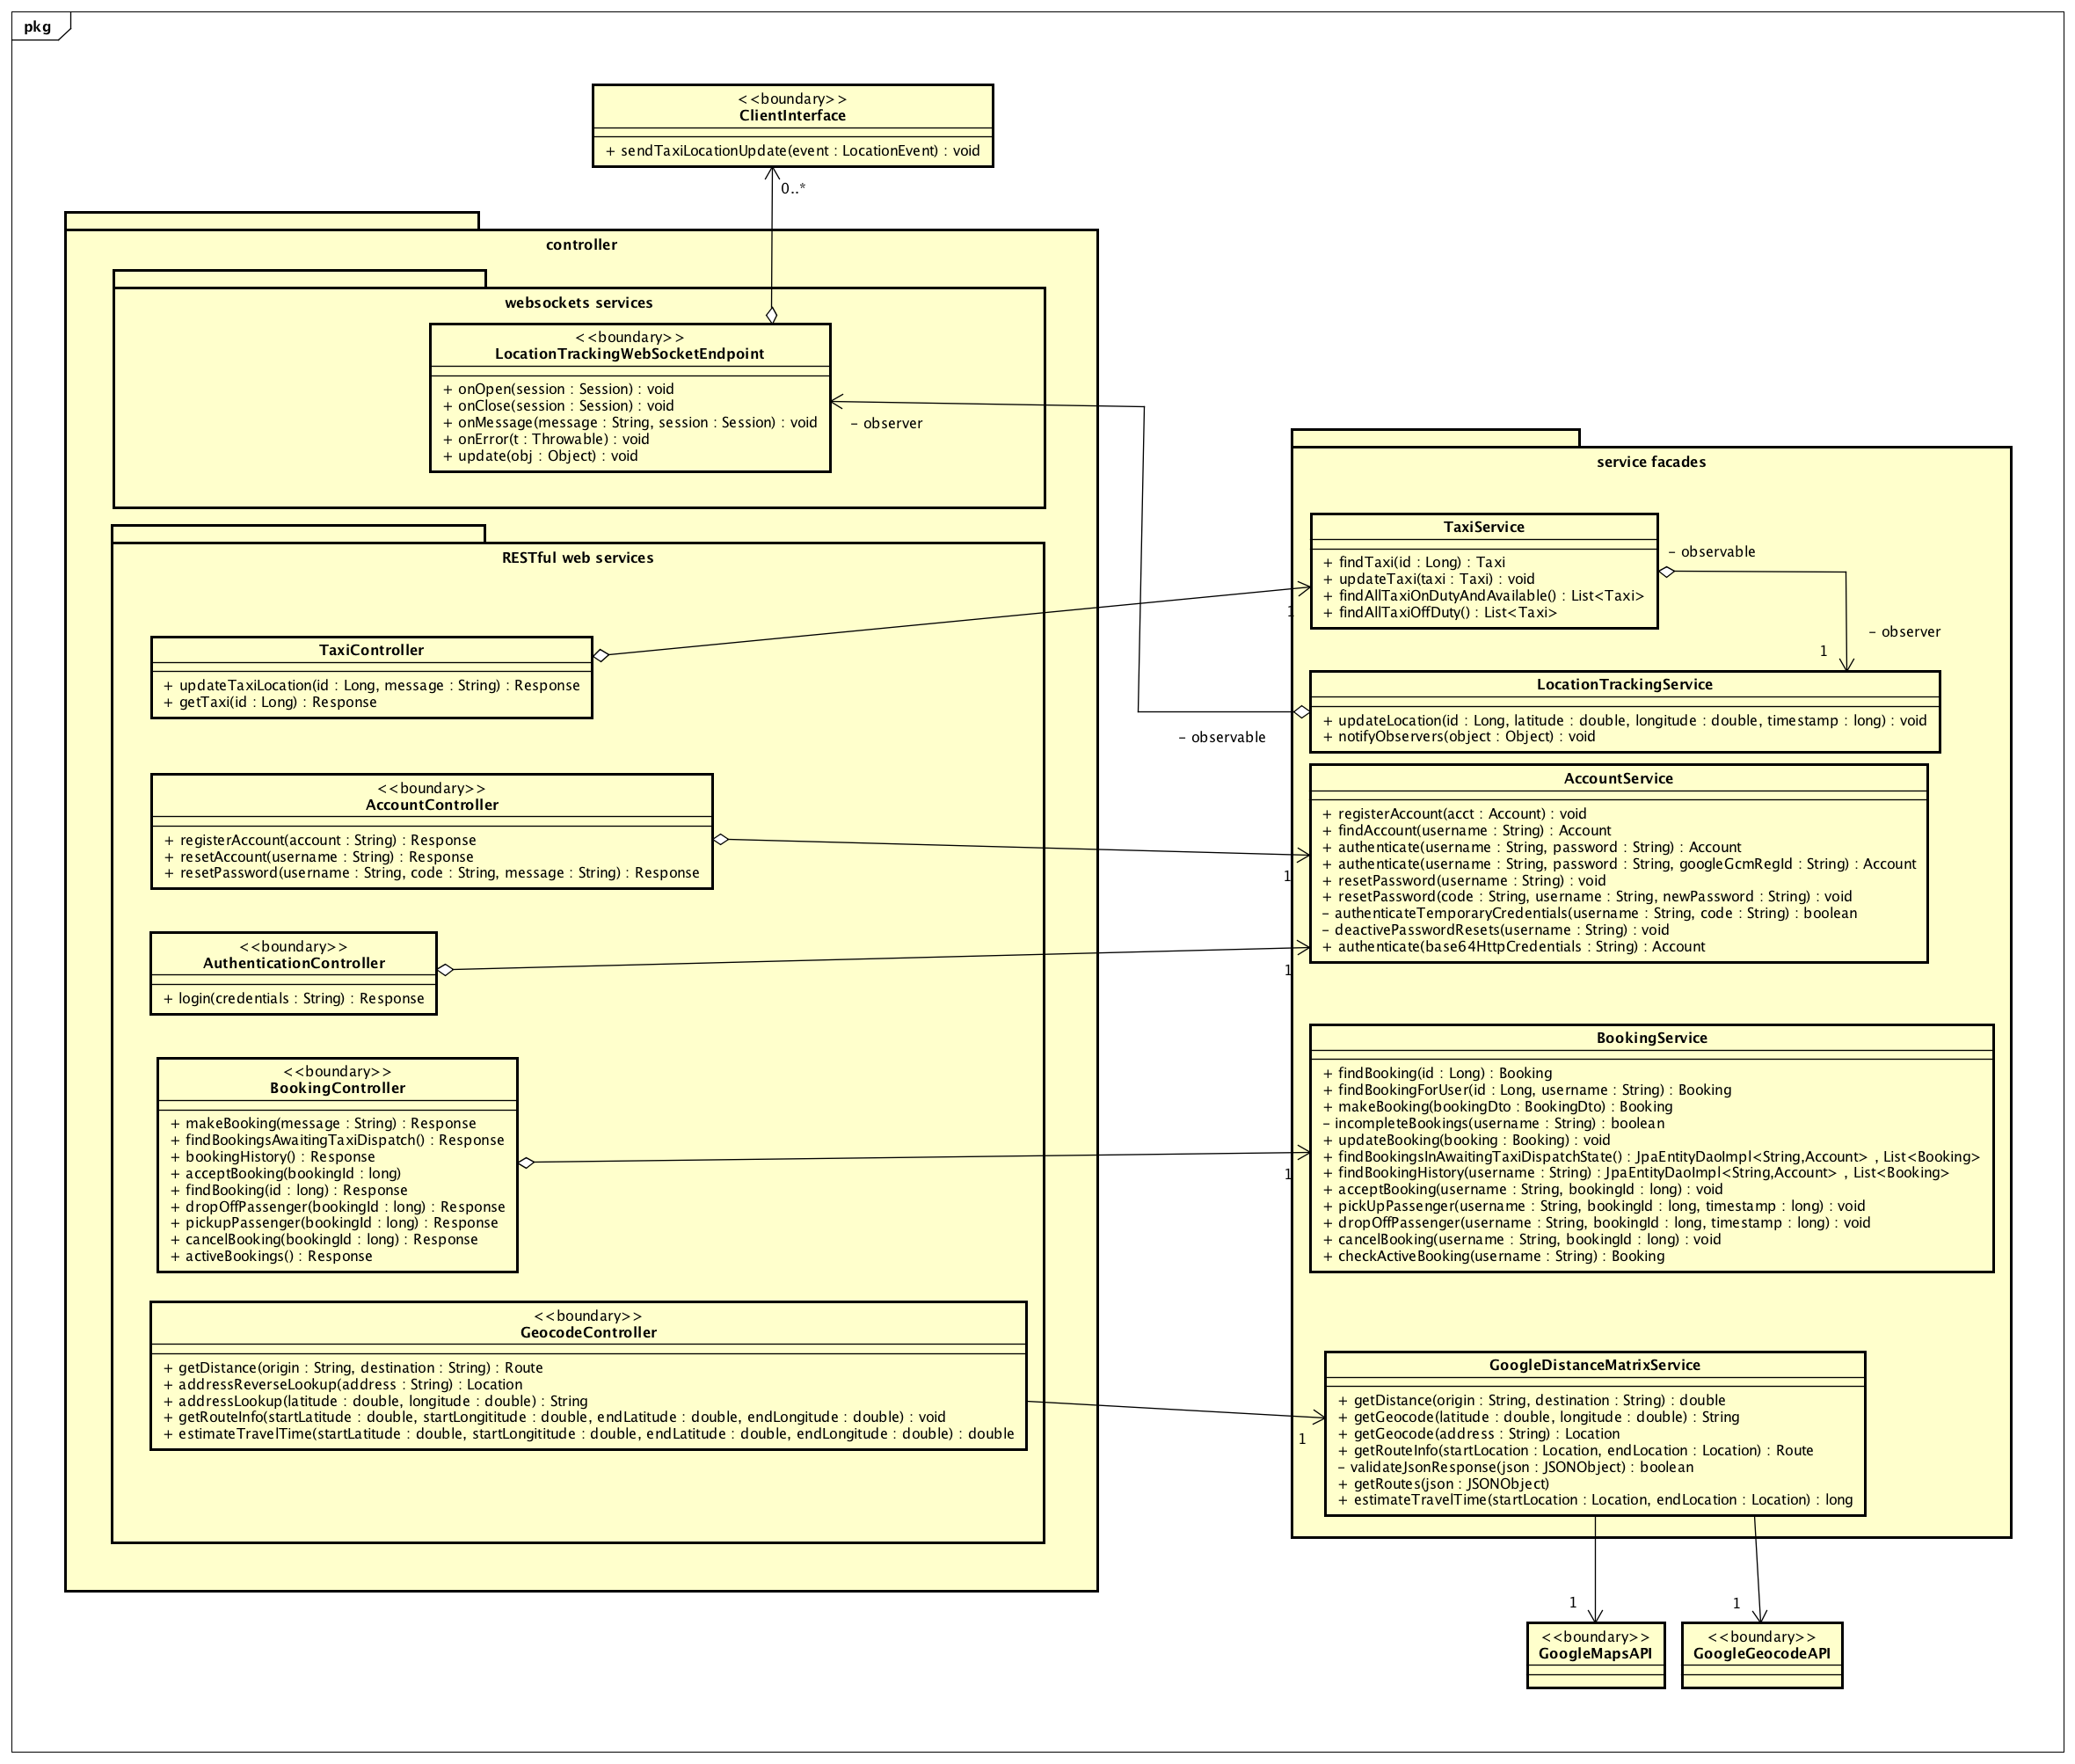 pkg
<<boundary>>
ClientInterface
+ sendTaxiLocationUpdate(event : LocationEvent) : void
0..*
controller
websockets services
<<boundary>>
LocationTrackingWebSocketEndpoint
+ onOpen(session : Session) : void
+ onClose(session : Session) : void
+ onMessage(message : String, session : Session) : void
+ onError(t : Throwable) : void
+ update(obj : Object) : void
- observer
RESTful web services
TaxiController
+ updateTaxiLocation(id : Long, message : String) : Response
+ getTaxi(id : Long) : Response
<<boundary>>
AccountController
+ registerAccount(account : String) : Response
+ resetAccount(username : String) : Response
+ resetPassword(username : String, code : String, message : String) : Response
<<boundary>>
AuthenticationController
+ login(credentials : String) : Response
<<boundary>>
BookingController
+ makeBooking(message : String) : Response
+ findBookingsAwaitingTaxiDispatch() : Response
+ bookingHistory() : Response
+ acceptBooking(bookingId : long)
+ findBooking(id : long) : Response
+ dropOffPassenger(bookingId : long) : Response
+ pickupPassenger(bookingId : long) : Response
+ cancelBooking(bookingId : long) : Response
+ activeBookings() : Response
<<boundary>>
GeocodeController
+ getDistance(origin : String, destination : String) : Route
+ addressReverseLookup(address : String) : Location
+ addressLookup(latitude : double, longitude : double) : String
+ getRouteInfo(startLatitude : double, startLongititude : double, endLatitude : double, endLongitude : double) : void
+ estimateTravelTime(startLatitude : double, startLongititude : double, endLatitude : double, endLongitude : double) : double
service facades
TaxiService
+ findTaxi(id : Long) : Taxi
+ updateTaxi(taxi : Taxi) : void
+ findAllTaxiOnDutyAndAvailable() : List<Taxi>
+ findAllTaxiOffDuty() : List<Taxi>
- observable
1
- observer
1
LocationTrackingService
+ updateLocation(id : Long, latitude : double, longitude : double, timestamp : long) : void
+ notifyObservers(object : Object) : void
- observable
AccountService
+ registerAccount(acct : Account) : void
+ findAccount(username : String) : Account
+ authenticate(username : String, password : String) : Account
+ authenticate(username : String, password : String, googleGcmRegId : String) : Account
+ resetPassword(username : String) : void
+ resetPassword(code : String, username : String, newPassword : String) : void
- authenticateTemporaryCredentials(username : String, code : String) : boolean
- deactivePasswordResets(username : String) : void
+ authenticate(base64HttpCredentials : String) : Account
1
1
BookingService
+ findBooking(id : Long) : Booking
+ findBookingForUser(id : Long, username : String) : Booking
+ makeBooking(bookingDto : BookingDto) : Booking
- incompleteBookings(username : String) : boolean
+ updateBooking(booking : Booking) : void
+ findBookingsInAwaitingTaxiDispatchState() : JpaEntityDaoImpl<String,Account> , List<Booking>
+ findBookingHistory(username : String) : JpaEntityDaoImpl<String,Account> , List<Booking>
+ acceptBooking(username : String, bookingId : long) : void
+ pickUpPassenger(username : String, bookingId : long, timestamp : long) : void
+ dropOffPassenger(username : String, bookingId : long, timestamp : long) : void
+ cancelBooking(username : String, bookingId : long) : void
+ checkActiveBooking(username : String) : Booking
1
GoogleDistanceMatrixService
+ getDistance(origin : String, destination : String) : double
+ getGeocode(latitude : double, longitude : double) : String
+ getGeocode(address : String) : Location
+ getRouteInfo(startLocation : Location, endLocation : Location) : Route
- validateJsonResponse(json : JSONObject) : boolean
+ getRoutes(json : JSONObject)
+ estimateTravelTime(startLocation : Location, endLocation : Location) : long
1
1
1
<<boundary>>
GoogleMapsAPI
<<boundary>>
GoogleGeocodeAPI